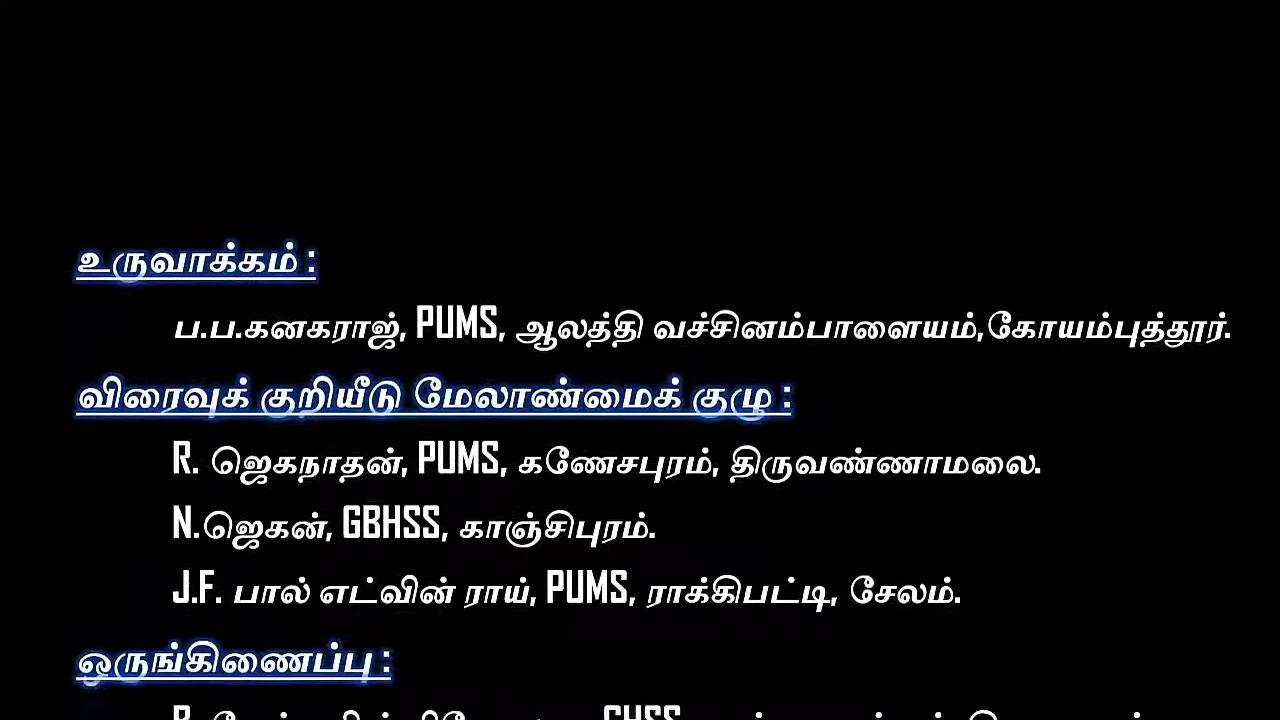 உருவாக்கம் :
ப.ப.கனகராஜ், PUMS, ஆலத்தி வச்சினம்பாளையம்,கோயம்புத்தூர்.
விரைவுக் குறியீடு மேலாண்மைக் குழு :
R. ஜெகநாதன், PUMS, கணேசபுரம், திருவண்ணாமலை.
N.ஜெகன், GBHSS, காஞ்சிபுரம்.
J.F. பால் எட்வின் ராய், PUMS, ராக்கிபட்டி, சேலம்.
ஒருங்கிணைப்பு :